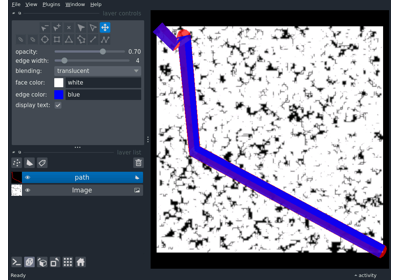 File View Plugins Window Help
layer controls
opacity: 0.70
edge width: 4
blending: translucent
face color: white
edge color: blue
display text:
layer list
path
Image
Ready
activity